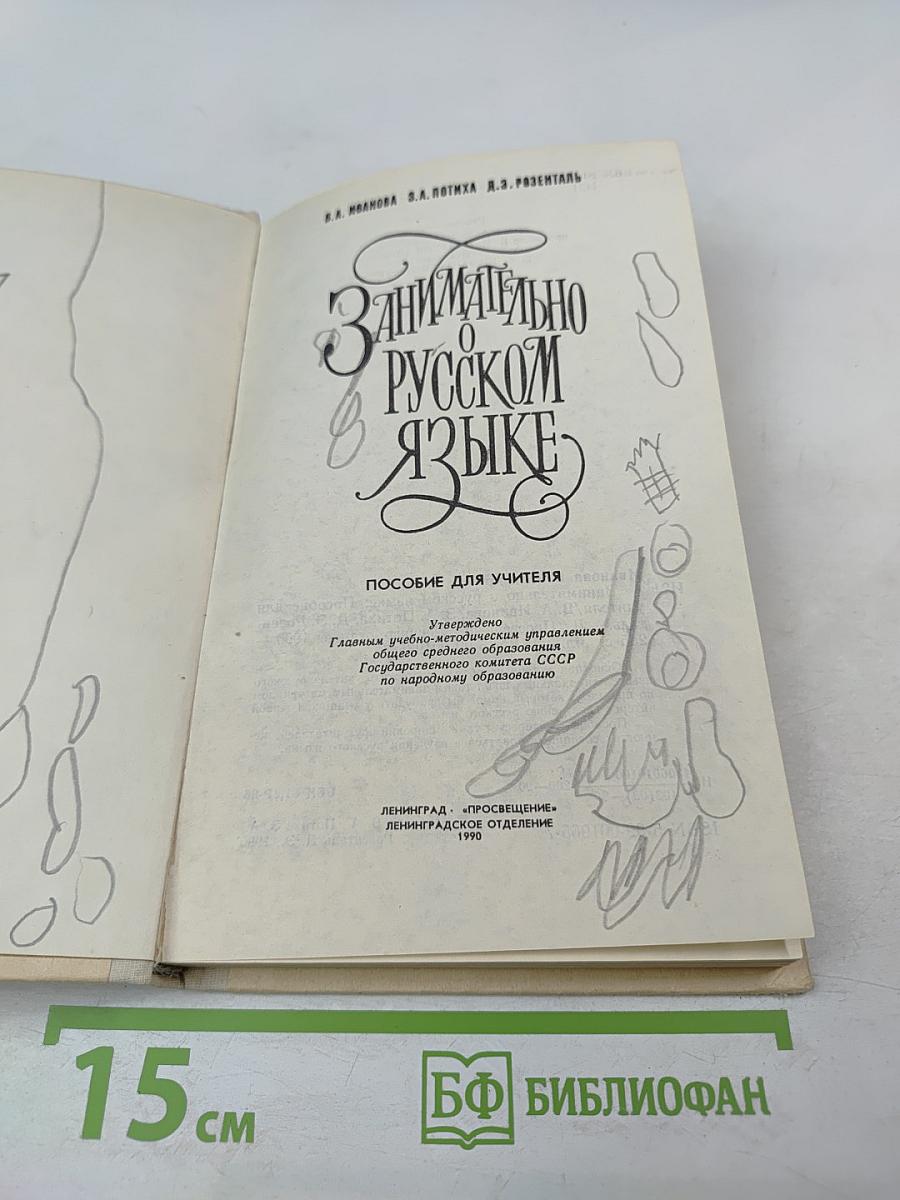 В.А. ИВАНОВА З.А. ПОТИХА Д.Э. РОЗЕНТАЛЬ
ЗАНИМАТЕЛЬНО
О
РУССКОМ
ЯЗЫКЕ
ПОСОБИЕ ДЛЯ УЧИТЕЛЯ
Утверждено
Главным учебно-методическим управлением
общего среднего образования
Государственного комитета СССР
по народному образованию
ЛЕНИНГРАД · «ПРОСВЕЩЕНИЕ»
ЛЕНИНГРАДСКОЕ ОТДЕЛЕНИЕ
1990
15 см
БФ БИБЛИОФАН